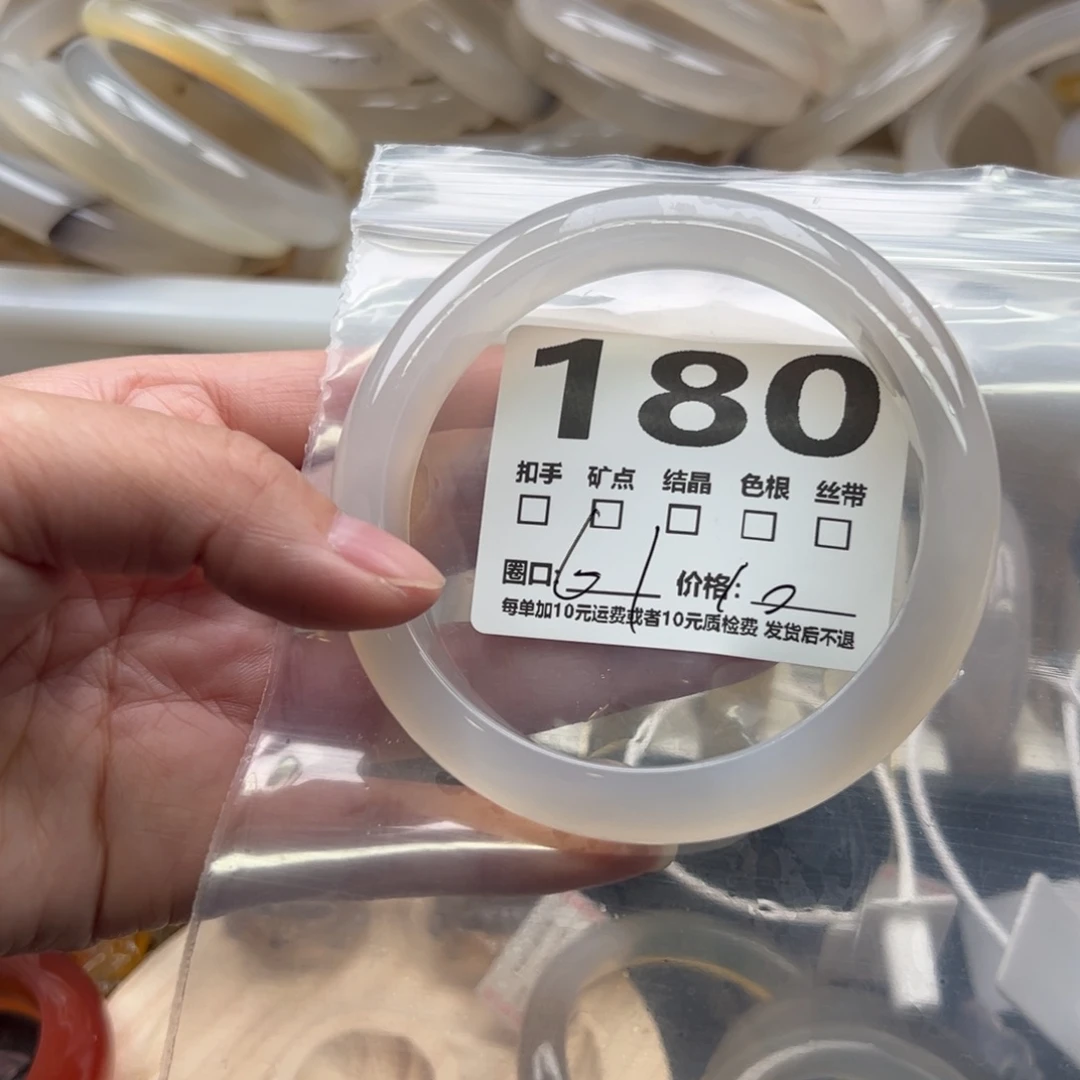 180
扣手 矿点 结晶 色根 丝带
圈口: 61 价格:
每单加10元运费或者10元质检费 发货后不退